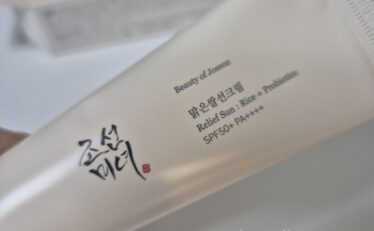 Beauty of Joseon
맑은쌀선크림
Relief Sun : Rice + Probiotics
SPF50+ PA++++
조선
미녀